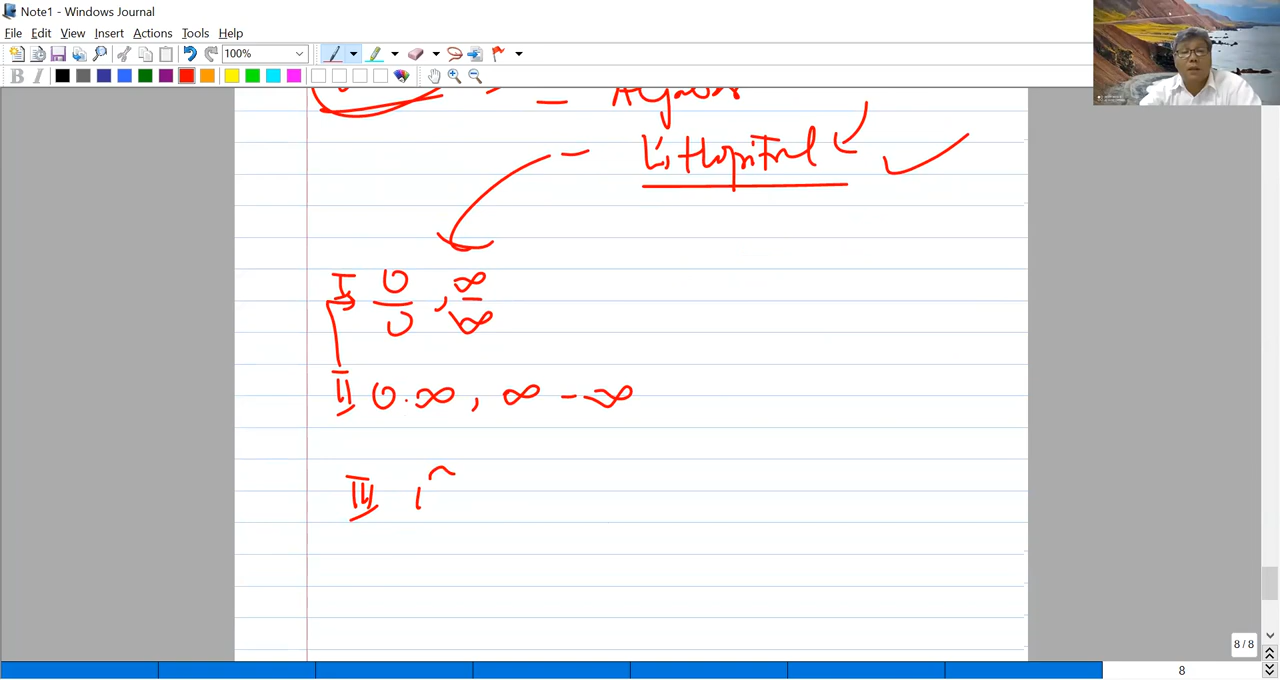 Note1 - Windows Journal
File Edit View Insert Actions Tools Help
100%
B I
L'Hopital
I 0/0 , ∞/∞
II 0.∞ , ∞ - ∞
III 1
8 / 8
8